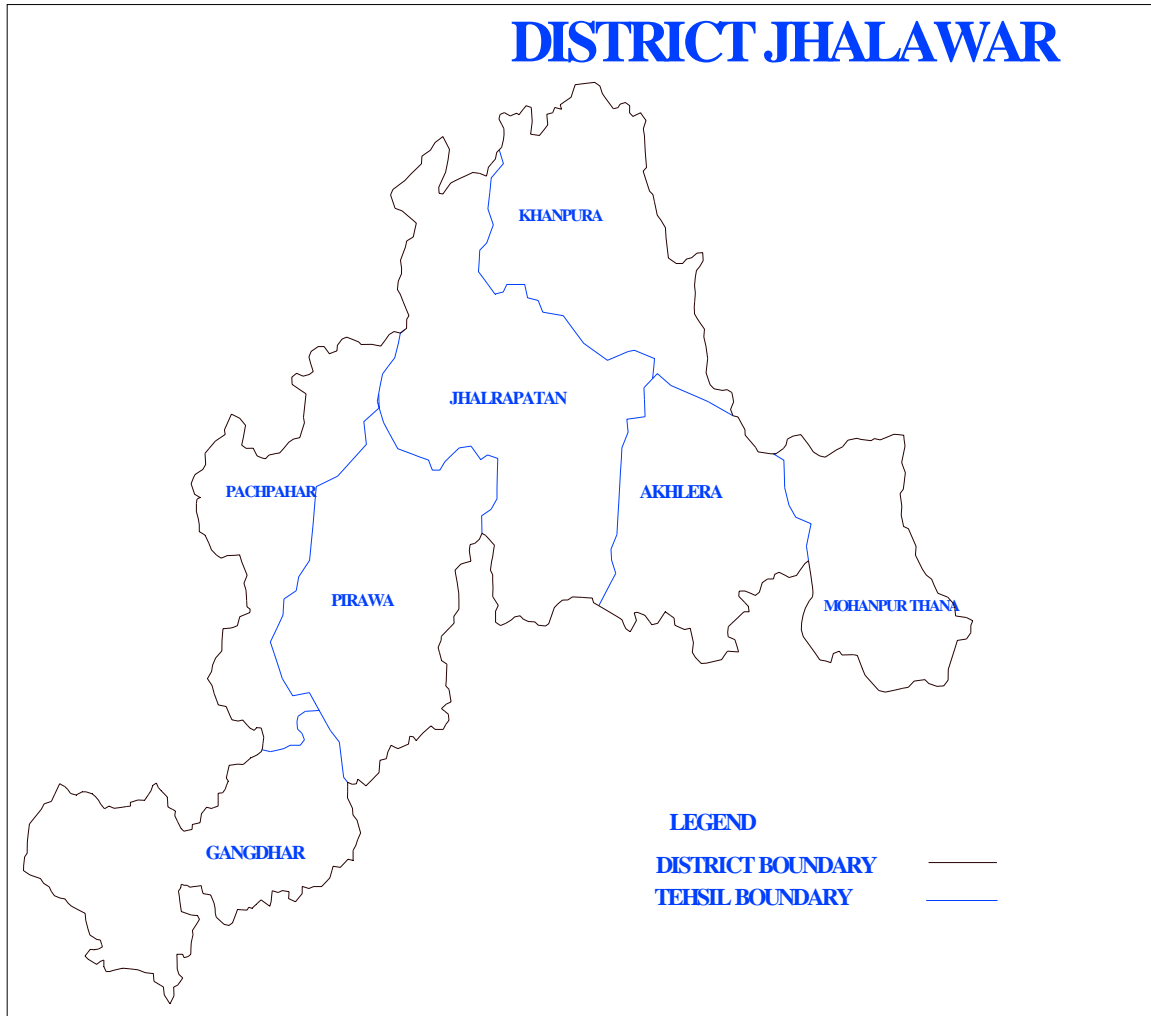 DISTRICT JHALAWAR
KHANPURA
JHALRAPATAN
PACHPAHAR
AKHLERA
PIRAWA
MOHANPUR THANA
GANGDHAR
LEGEND
DISTRICT BOUNDARY
TEHSIL BOUNDARY